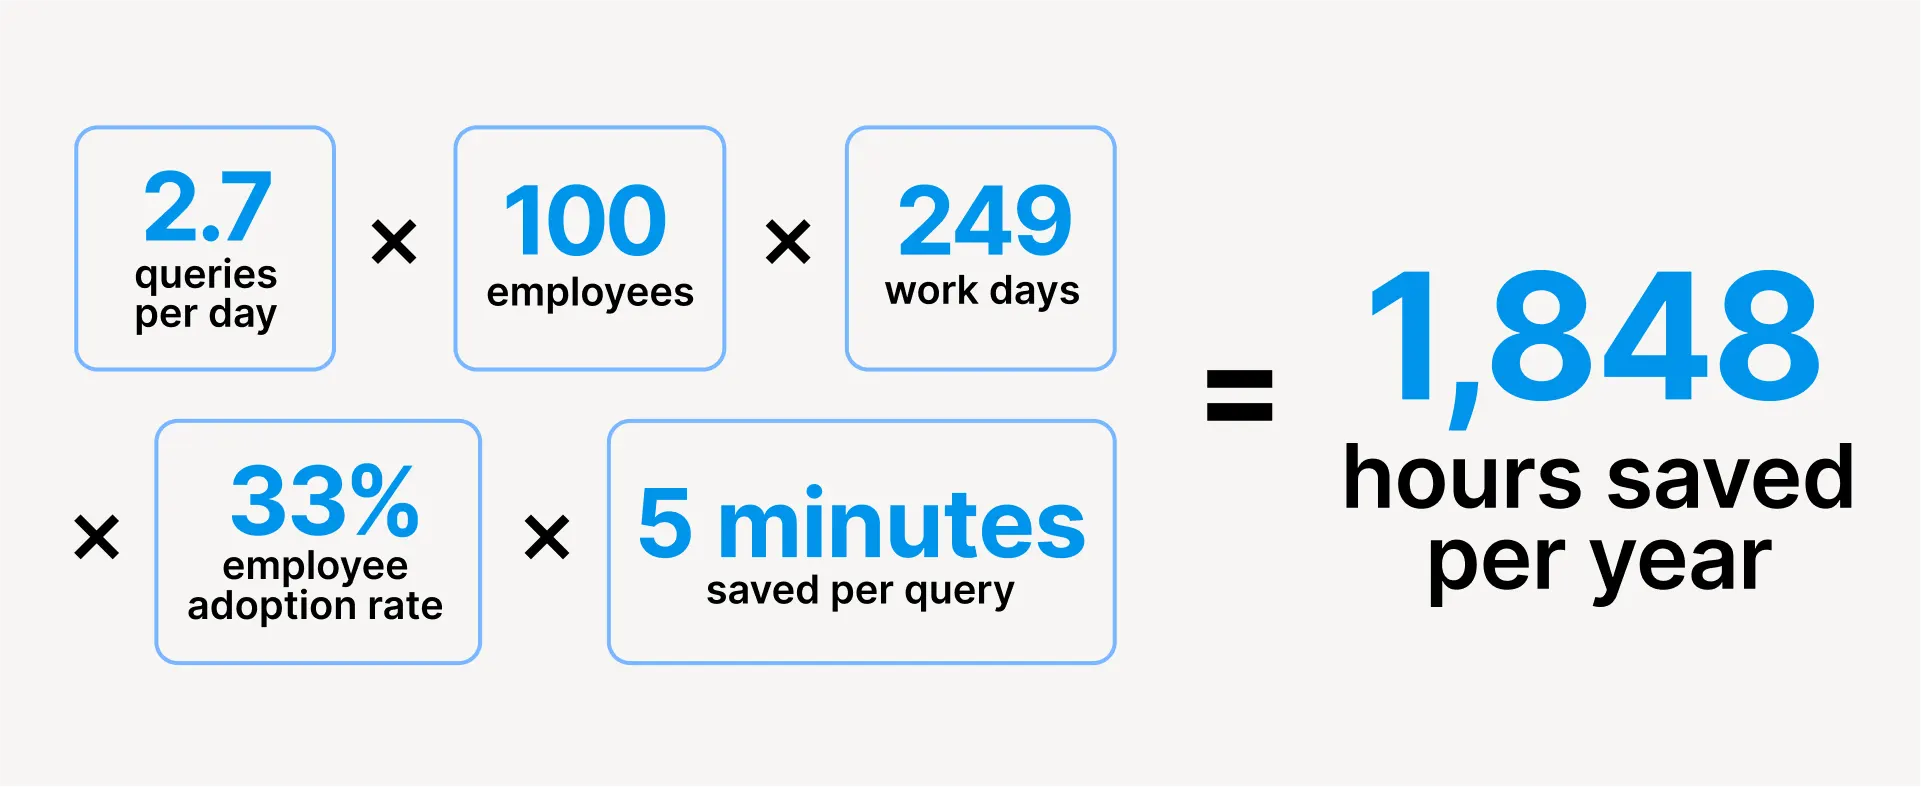 2.7
queries
per day
×
100
employees
×
249
work days
×
33%
employee
adoption rate
×
5 minutes
saved per query
=
1,848
hours saved
per year